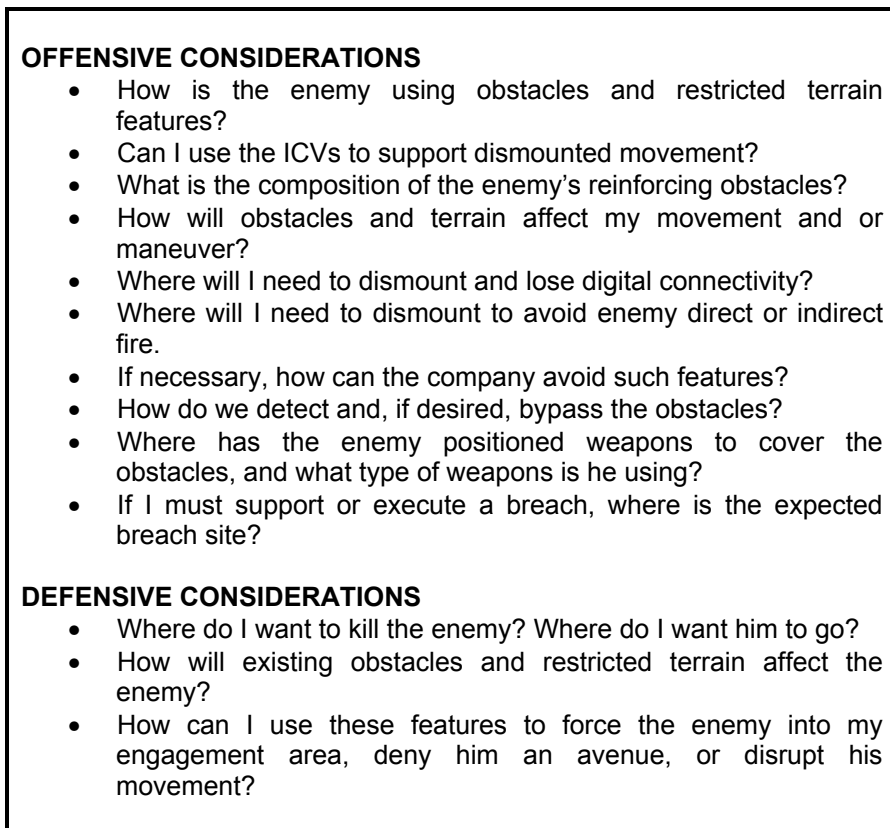 OFFENSIVE CONSIDERATIONS
• How is the enemy using obstacles and restricted terrain
features?
• Can I use the ICVs to support dismounted movement?
• What is the composition of the enemy’s reinforcing obstacles?
• How will obstacles and terrain affect my movement and or
maneuver?
• Where will I need to dismount and lose digital connectivity?
• Where will I need to dismount to avoid enemy direct or indirect
fire.
• If necessary, how can the company avoid such features?
• How do we detect and, if desired, bypass the obstacles?
• Where has the enemy positioned weapons to cover the
obstacles, and what type of weapons is he using?
• If I must support or execute a breach, where is the expected
breach site?
DEFENSIVE CONSIDERATIONS
• Where do I want to kill the enemy? Where do I want him to go?
• How will existing obstacles and restricted terrain affect the
enemy?
• How can I use these features to force the enemy into my
engagement area, deny him an avenue, or disrupt his
movement?